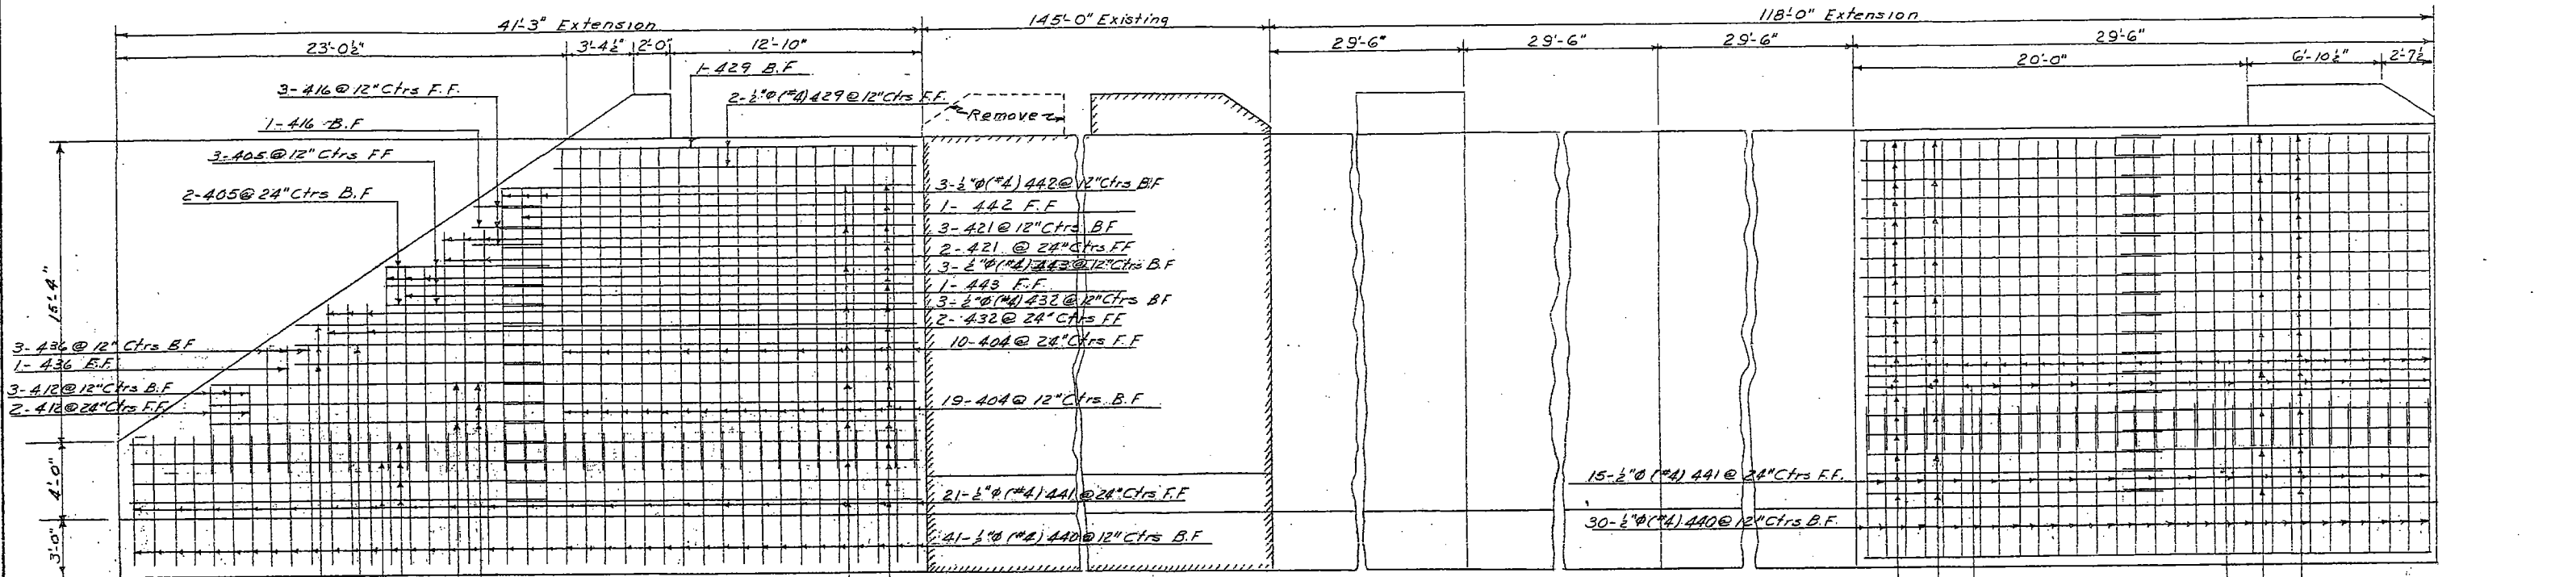 41'-3" Extension
145'-0" Existing
118'-0" Extension
23'-0½"
3'-4½"
2'-0"
12'-10"
29'-6"
29'-6"
29'-6"
29'-6"
20'-0"
6'-10½"
2'-7½
1-429 B.F
3-416 @ 12" Ctrs F.F.
2-½"Φ(#4) 429 @ 12" Ctrs F.F.
Remove
1-416 B.F
3-405 @ 12" Ctrs FF
2-405 @ 24" Ctrs B.F
3-½"Φ(#4) 442 @ 12" Ctrs B.F
1-442 F.F
3-421 @ 12" Ctrs BF
2-421 @ 24" Ctrs FF
3-½"Φ(#4) 443 @ 12" Ctrs B.F
1-443 F.F.
3-½"Φ(#4) 432 @ 12" Ctrs BF
2-432 @ 24" Ctrs FF
10-404 @ 24" Ctrs F.F
15'-4"
3-436 @ 12" Ctrs B.F
1-436 F.F.
3-412 @ 12" Ctrs B.F
2-412 @ 24" Ctrs F.F
19-404 @ 12" Ctrs B.F
4'-0"
15-½"Φ(#4) 441 @ 24" Ctrs F.F.
21-½"Φ(#4) 441 @ 24" Ctrs F.F
30-½"Φ(#4) 440 @ 12" Ctrs B.F.
41-½"Φ(#4) 440 @ 12" Ctrs B.F
3'-0"